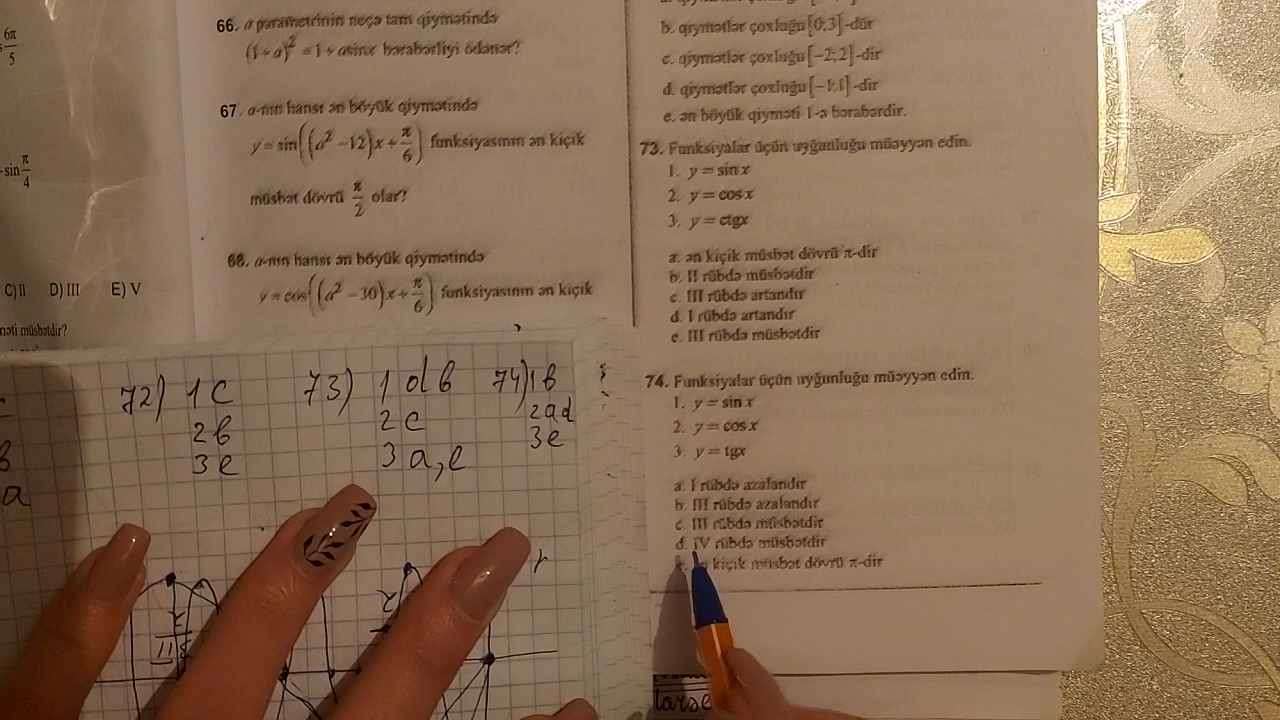 6π
5
sin π/4
C) II D) III E) V
məti müsbətdir?
66. a parametrinin neçə tam qiymətində
(1+a)² = 1+asinx bərabərliyi ödənər?
67. a-nın hansı ən böyük qiymətində
y = sin((a² -12)x + π/6) funksiyasının ən kiçik
müsbət dövrü π/2 olar?
68. a-nın hansı ən böyük qiymətində
y = cos((a² -30)x + π/6) funksiyasının ən kiçik
b. qiymətlər çoxluğu [0;3]-dür
c. qiymətlər çoxluğu [-2;2]-dir
d. qiymətlər çoxluğu [-1;1]-dir
e. ən böyük qiyməti 1-ə bərabərdir.
73. Funksiyalar üçün uyğunluğu müəyyən edin.
1. y = sin x
2. y = cos x
3. y = ctgx
a. ən kiçik müsbət dövrü π-dir
b. II rübdə müsbətdir
c. III rübdə artandır
d. I rübdə artandır
e. III rübdə müsbətdir
74. Funksiyalar üçün uyğunluğu müəyyən edin.
1. y = sin x
2. y = cos x
3. y = tgx
a. I rübdə azalandır
b. III rübdə azalandır
c. III rübdə müsbətdir
d. IV rübdə müsbətdir
kiçik müsbət dövrü π-dir
72) 1 c
2 b
3 e
73) 1 d b
2 c
3 a, e
74) 1 b
2 a d
3 e
a